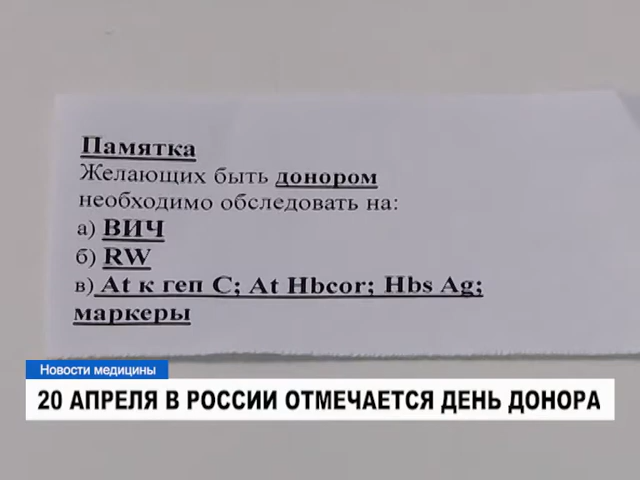 Памятка
Желающих быть донором
необходимо обследовать на:
а) ВИЧ
б) RW
в) At к геп С; At Hbcor; Hbs Ag;
маркеры
Новости медицины
20 АПРЕЛЯ В РОССИИ ОТМЕЧАЕТСЯ ДЕНЬ ДОНОРА